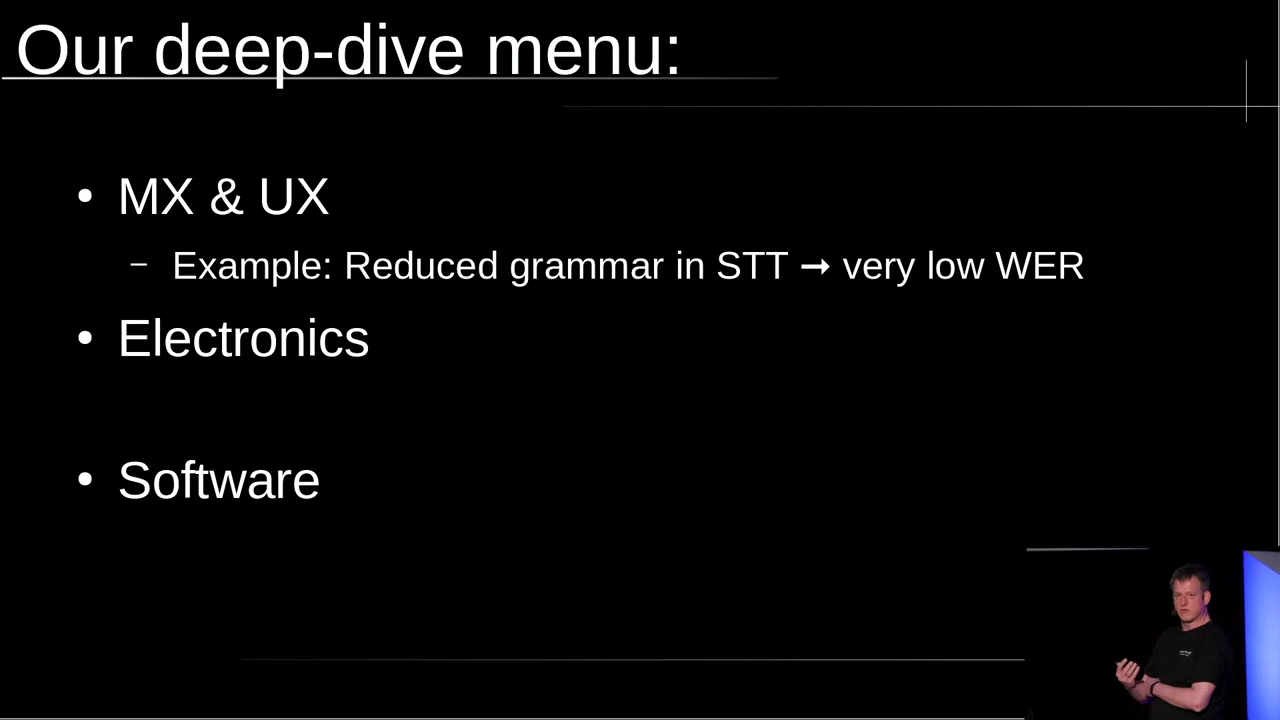 Our deep-dive menu:
• MX & UX
– Example: Reduced grammar in STT → very low WER
• Electronics
• Software